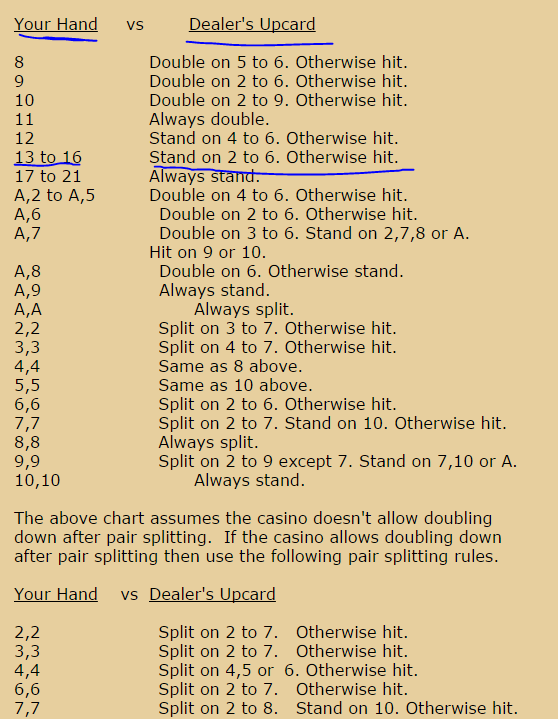 Your Hand vs Dealer's Upcard
8 Double on 5 to 6. Otherwise hit.
9 Double on 2 to 6. Otherwise hit.
10 Double on 2 to 9. Otherwise hit.
11 Always double.
12 Stand on 4 to 6. Otherwise hit.
13 to 16 Stand on 2 to 6. Otherwise hit.
17 to 21 Always stand.
A,2 to A,5 Double on 4 to 6. Otherwise hit.
A,6 Double on 2 to 6. Otherwise hit.
A,7 Double on 3 to 6. Stand on 2,7,8 or A.
Hit on 9 or 10.
A,8 Double on 6. Otherwise stand.
A,9 Always stand.
A,A Always split.
2,2 Split on 3 to 7. Otherwise hit.
3,3 Split on 4 to 7. Otherwise hit.
4,4 Same as 8 above.
5,5 Same as 10 above.
6,6 Split on 2 to 6. Otherwise hit.
7,7 Split on 2 to 7. Stand on 10. Otherwise hit.
8,8 Always split.
9,9 Split on 2 to 9 except 7. Stand on 7,10 or A.
10,10 Always stand.
The above chart assumes the casino doesn't allow doubling
down after pair splitting. If the casino allows doubling down
after pair splitting then use the following pair splitting rules.
Your Hand vs Dealer's Upcard
2,2 Split on 2 to 7. Otherwise hit.
3,3 Split on 2 to 7. Otherwise hit.
4,4 Split on 4,5 or 6. Otherwise hit.
6,6 Split on 2 to 7. Otherwise hit.
7,7 Split on 2 to 8. Stand on 10. Otherwise hit.